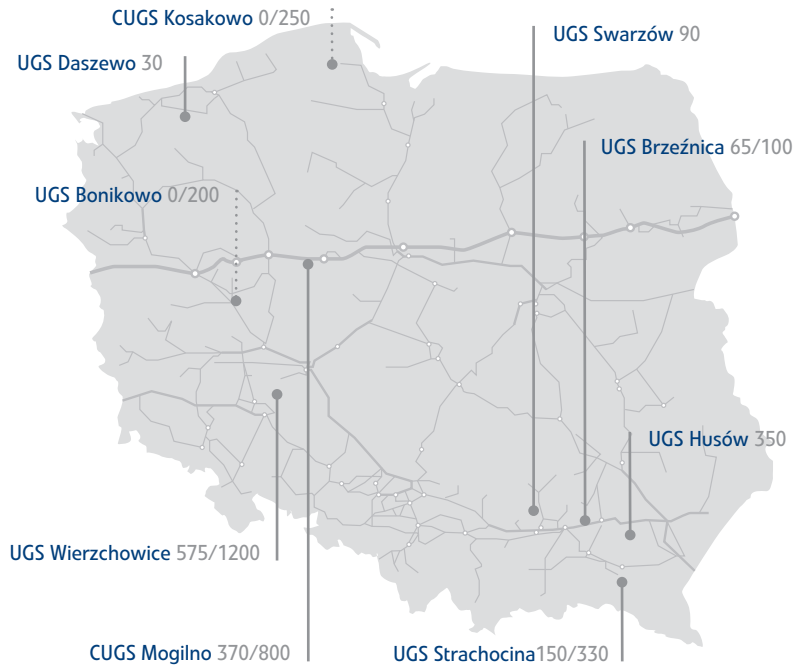 CUGS Kosakowo 0/250
UGS Swarzów 90
UGS Daszewo 30
UGS Brzeźnica 65/100
UGS Bonikowo 0/200
UGS Husów 350
UGS Wierzchowice 575/1200
CUGS Mogilno 370/800
UGS Strachocina150/330